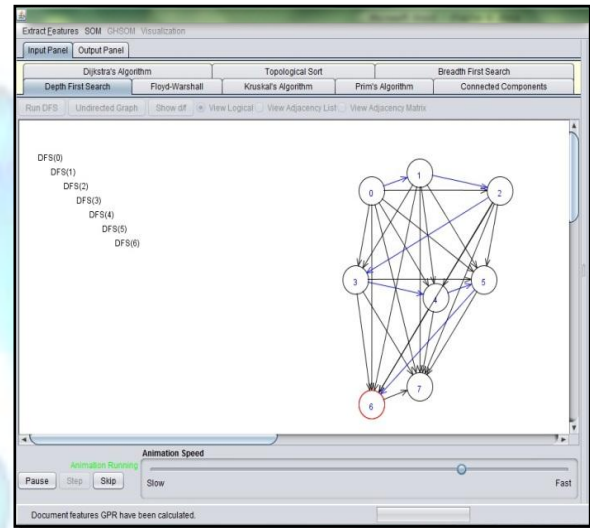 Extract Features SOM GHSOM Visualization
Input Panel Output Panel
Dijkstra's Algorithm Topological Sort Breadth First Search
Depth First Search Floyd-Warshall Kruskal's Algorithm Prim's Algorithm Connected Components
Run DFS Undirected Graph Show dif View Logical View Adjacency List View Adjacency Matrix
DFS(0)
DFS(1)
DFS(2)
DFS(3)
DFS(4)
DFS(5)
DFS(6)
1
0 2
3 5
4
7
6
Animation Speed
Animation Running
Pause Step Skip Slow Fast
Document features GPR have been calculated.